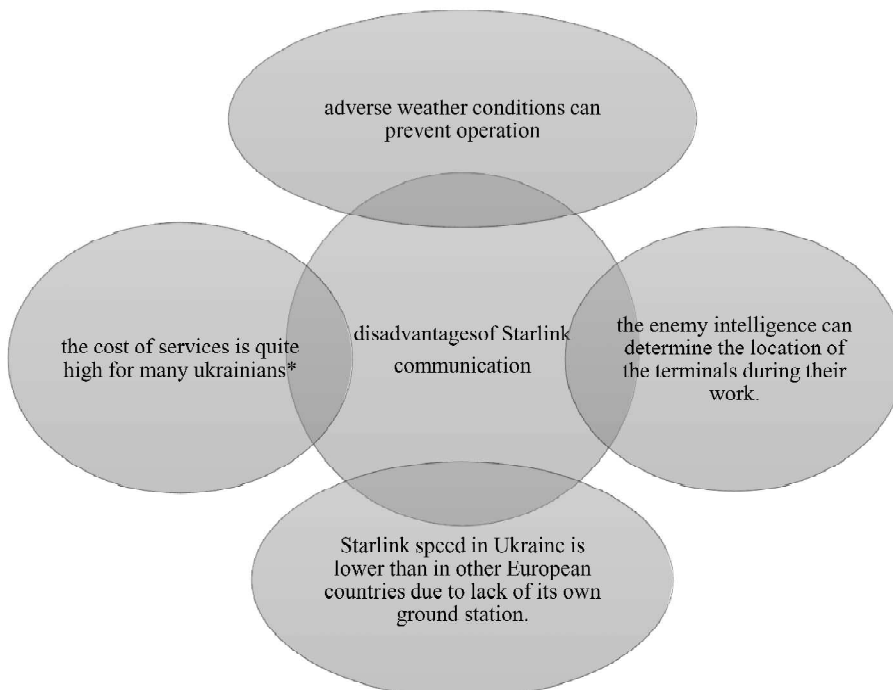 adverse weather conditions can
prevent operation
the cost of services is quite
high for many ukrainians*
disadvantagesof Starlink
communication
the enemy intelligence can
determine the location of
the terminals during their
work.
Starlink speed in Ukraine is
lower than in other European
countries due to lack of its own
ground station.